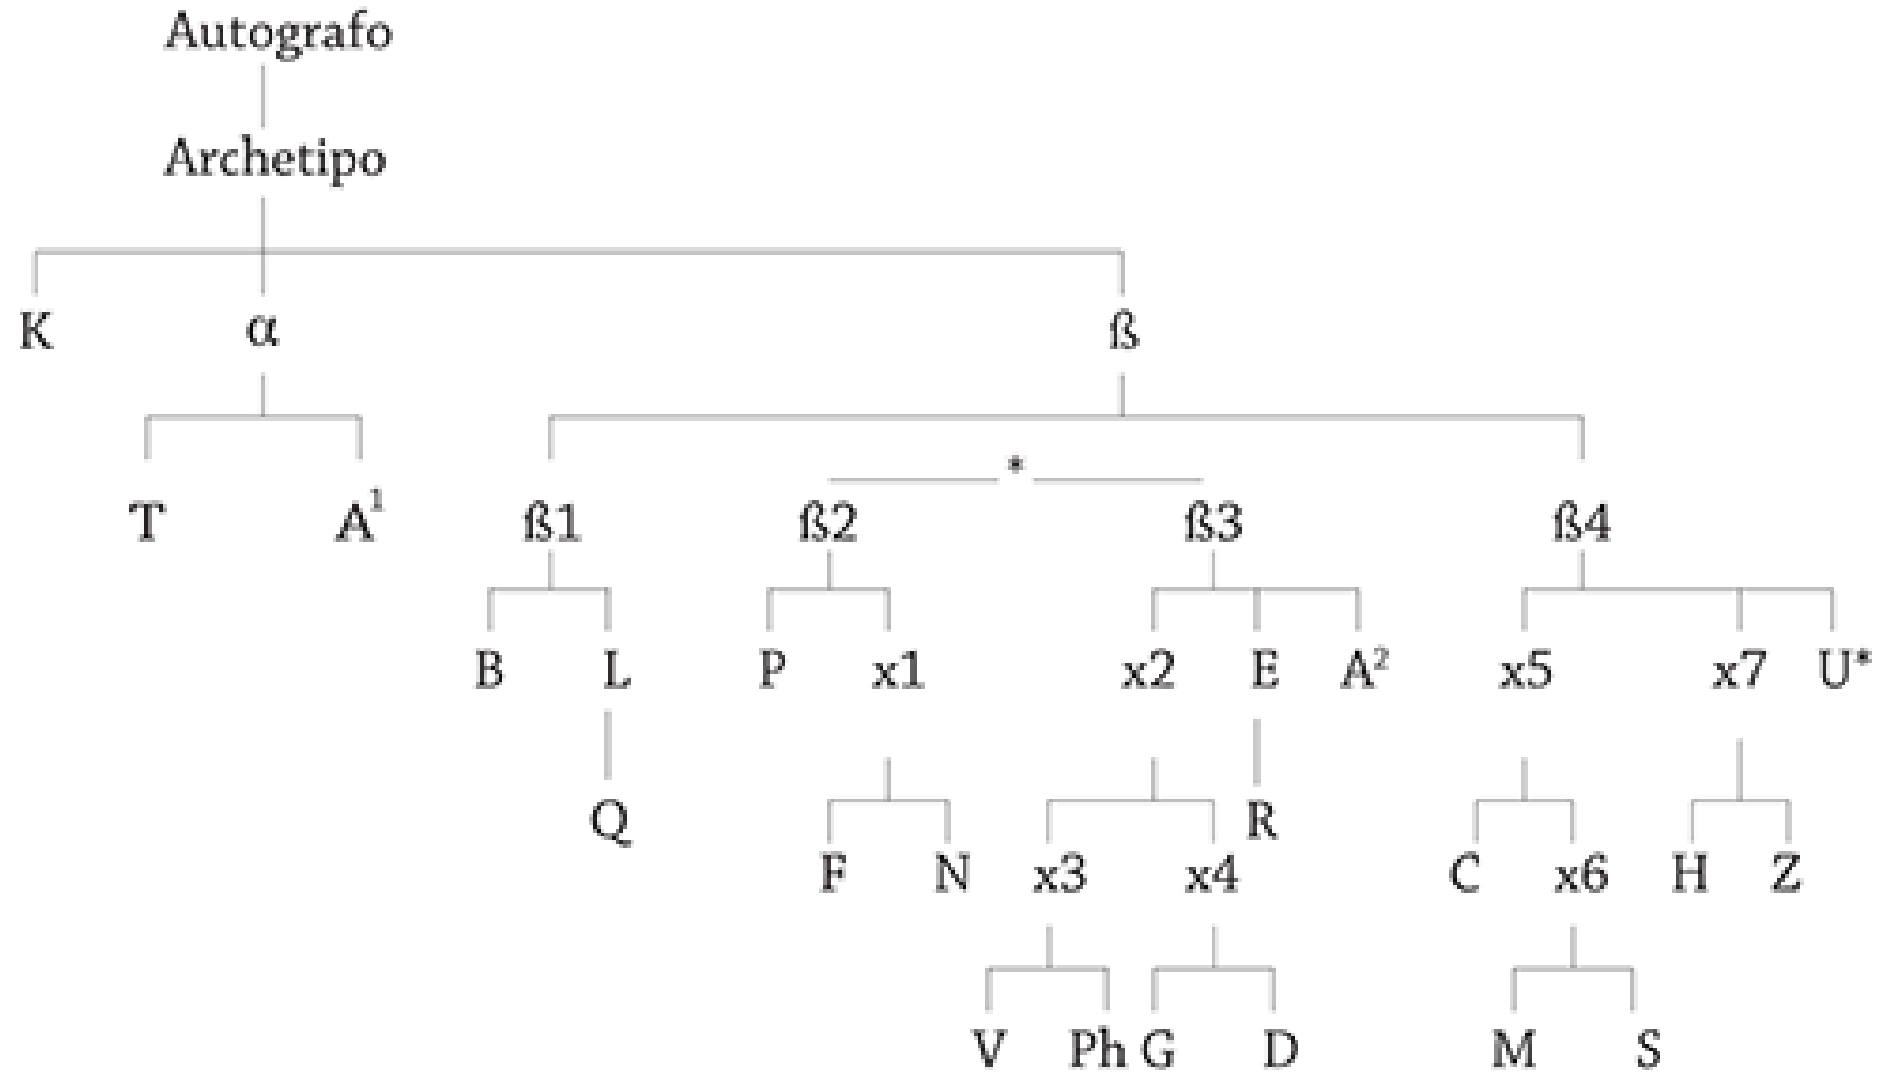 Autografo
Archetipo
K α ß
*
T A¹ ß1 ß2 ß3 ß4
B L P x1 x2 E A² x5 x7 U*
Q R
F N x3 x4 C x6 H Z
V Ph G D M S